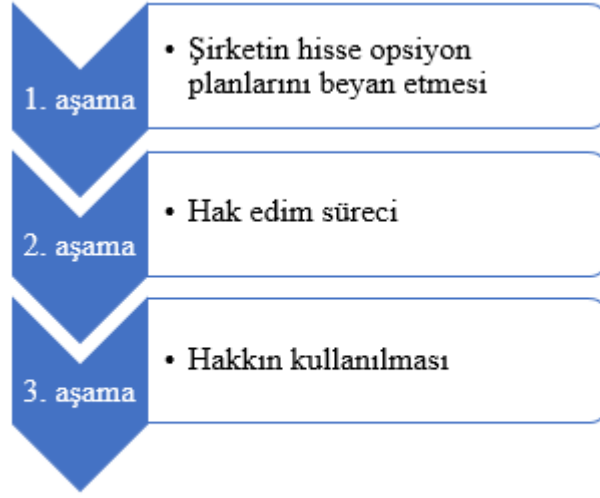 1. aşama
• Şirketin hisse opsiyon
planlarını beyan etmesi
2. aşama
• Hak edim süreci
3. aşama
• Hakkın kullanılması